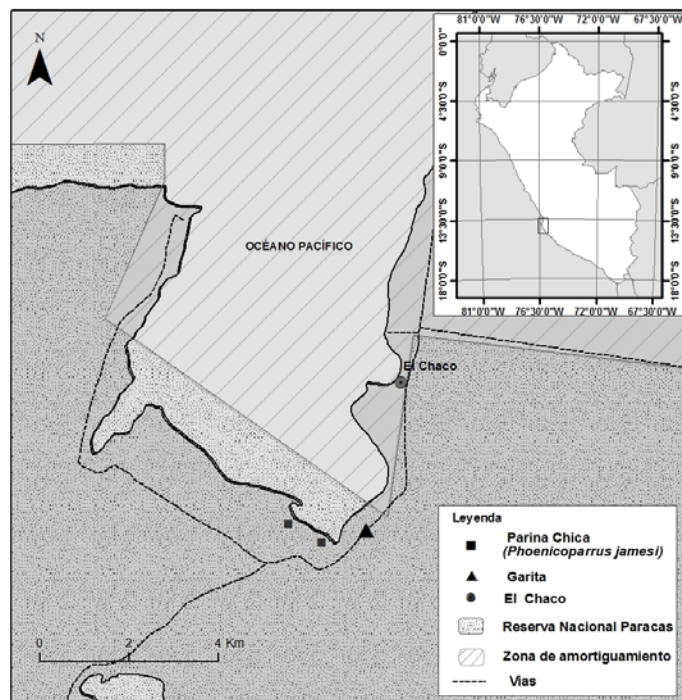 N
OCÉANO PACÍFICO
El Chaco
0 2 4 Km
81°0'0"W 76°30'0"W 72°0'0"W 67°30'0"W
0°0'0"
4°30'0"S
9°0'0"S
13°30'0"S
18°0'0"S
0°0'0"
4°30'0"S
9°0'0"S
13°30'0"S
18°0'0"S
81°0'0"W 76°30'0"W 72°0'0"W 67°30'0"W
Leyenda
Parina Chica
(Phoenicoparrus jamesi)
Garita
El Chaco
Reserva Nacional Paracas
Zona de amortiguamiento
Vias